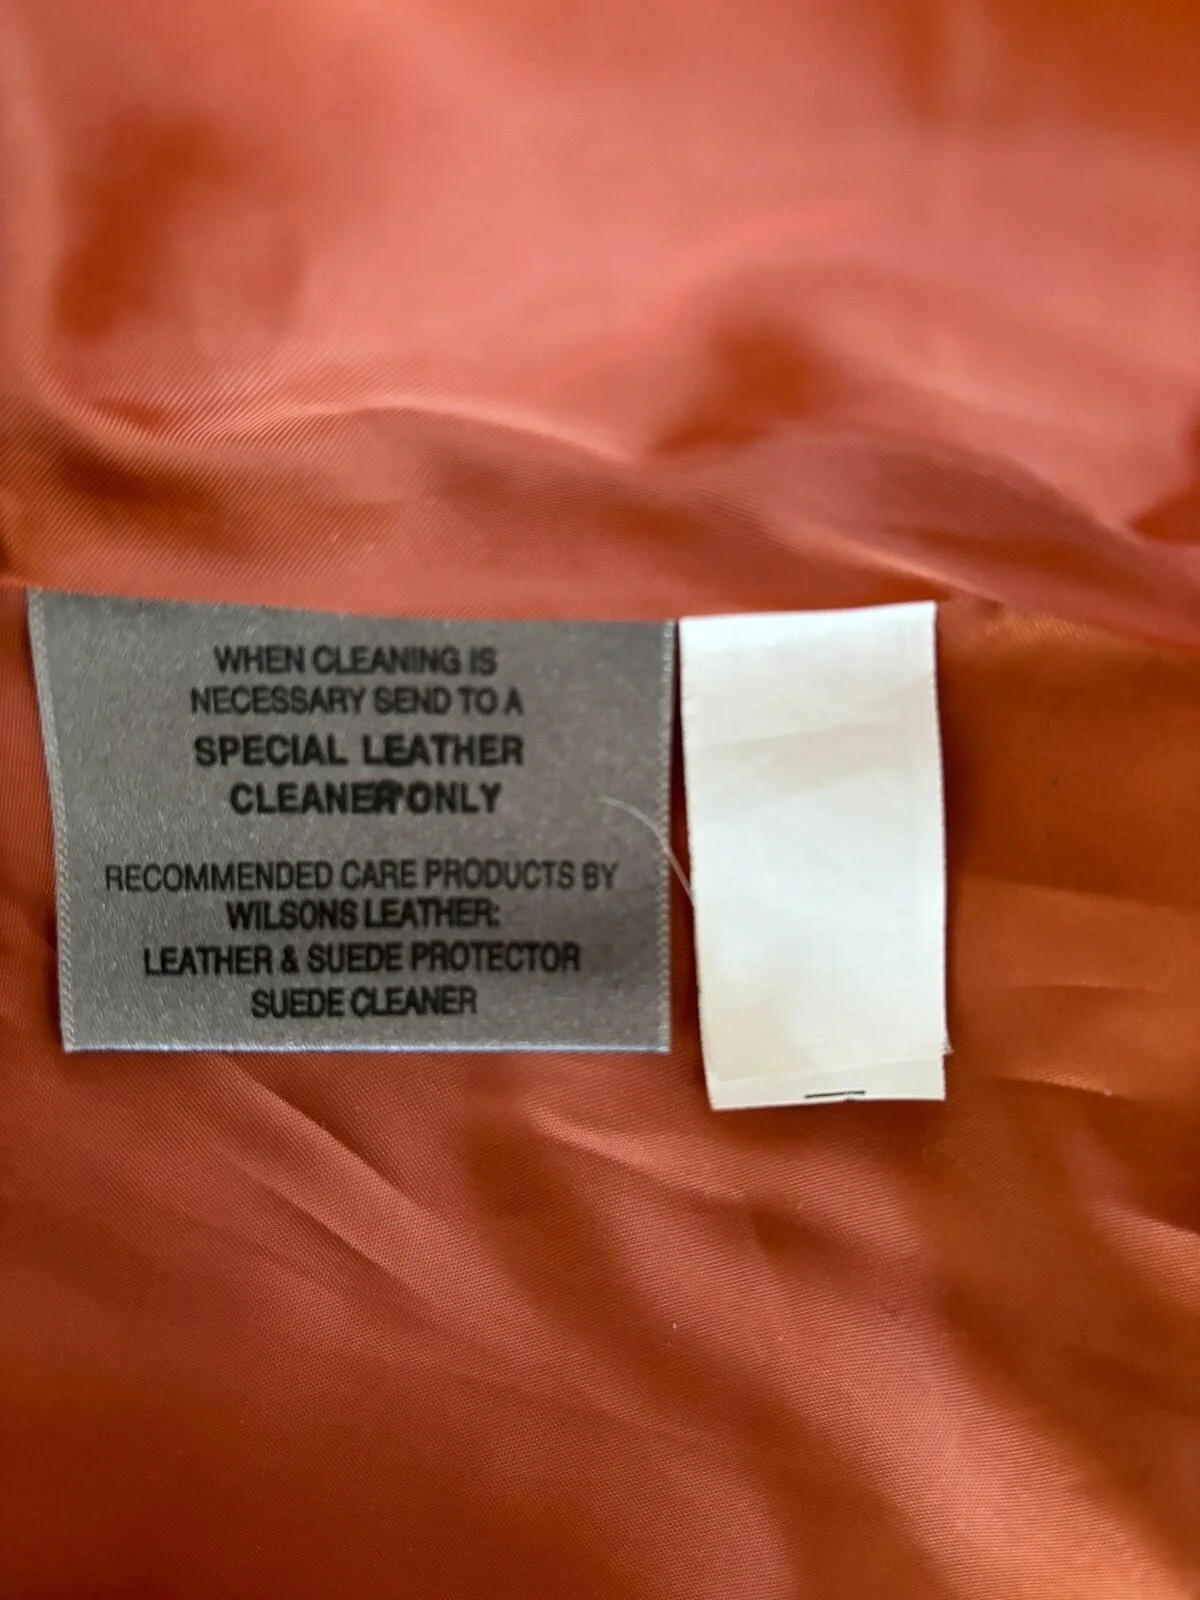 WHEN CLEANING IS
NECESSARY SEND TO A
SPECIAL LEATHER
CLEANER ONLY
RECOMMENDED CARE PRODUCTS BY
WILSONS LEATHER:
LEATHER & SUEDE PROTECTOR
SUEDE CLEANER